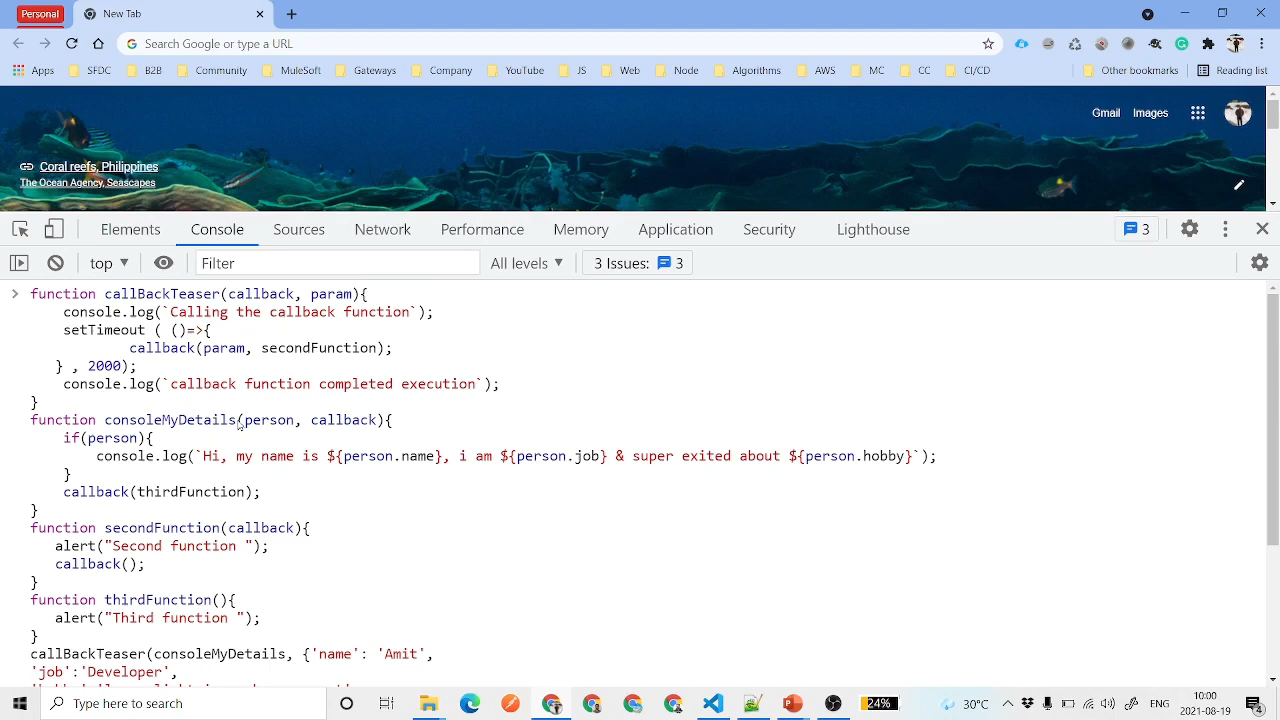 Personal
New Tab
Search Google or type a URL
Apps SFDC B2B Community MuleSoft Gateways Company YouTube JS Web Node Algorithms AWS MC CC CI/CD Other bookmarks Reading list
Gmail Images
Coral reefs, Philippines
The Ocean Agency, Seascapes
Elements Console Sources Network Performance Memory Application Security Lighthouse 3
top Filter All levels 3 Issues: 3
function callBackTeaser(callback, param){
console.log(`Calling the callback function`);
setTimeout ( ()=>{
callback(param, secondFunction);
} , 2000);
console.log(`callback function completed execution`);
}
function consoleMyDetails(person, callback){
if(person){
console.log(`Hi, my name is ${person.name}, i am ${person.job} & super exited about ${person.hobby}`);
}
callback(thirdFunction);
}
function secondFunction(callback){
alert("Second function ");
callback();
}
function thirdFunction(){
alert("Third function ");
}
callBackTeaser(consoleMyDetails, {'name': 'Amit',
'job':'Developer',
Type here to search
24%
30°C
ENG
10:00
2021-08-19
4